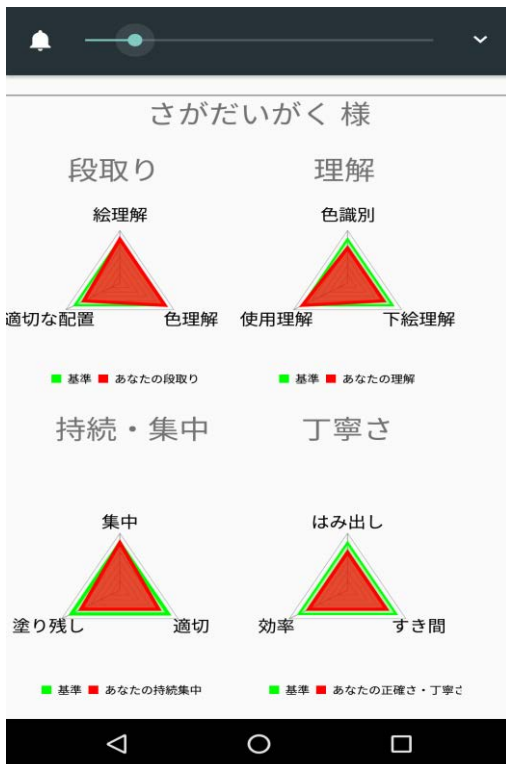 さがだいがく 様
段取り
理解
絵理解
適切な配置
色理解
基準
あなたの段取り
色識別
使用理解
下絵理解
基準
あなたの理解
持続・集中
丁寧さ
集中
塗り残し
適切
基準
あなたの持続集中
はみ出し
効率
すき間
基準
あなたの正確さ・丁寧さ